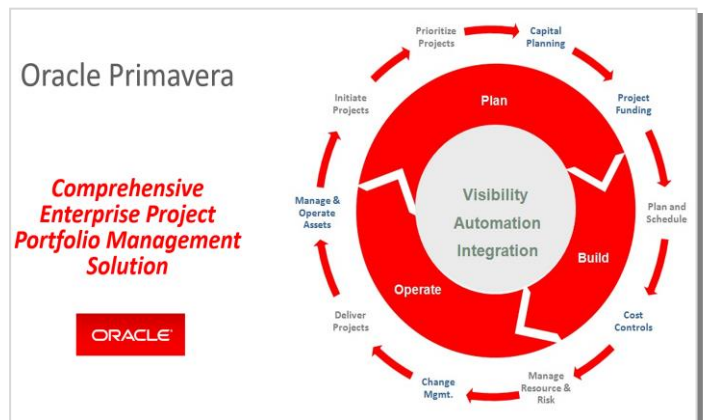 Oracle Primavera
Comprehensive
Enterprise Project
Portfolio Management
Solution
ORACLE
Prioritize
Projects
Capital
Planning
Project
Funding
Plan and
Schedule
Cost
Controls
Manage
Resource &
Risk
Change
Mgmt.
Deliver
Projects
Manage &
Operate
Assets
Initiate
Projects
Plan
Build
Operate
Visibility
Automation
Integration